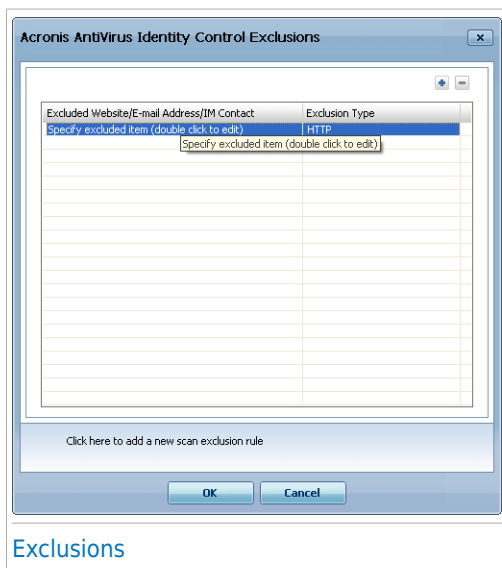 Acronis AntiVirus Identity Control Exclusions
Excluded Website/E-mail Address/IM Contact Exclusion Type
Specify excluded item (double click to edit) HTTP
Specify excluded item (double click to edit)
Click here to add a new scan exclusion rule
OK Cancel
Exclusions